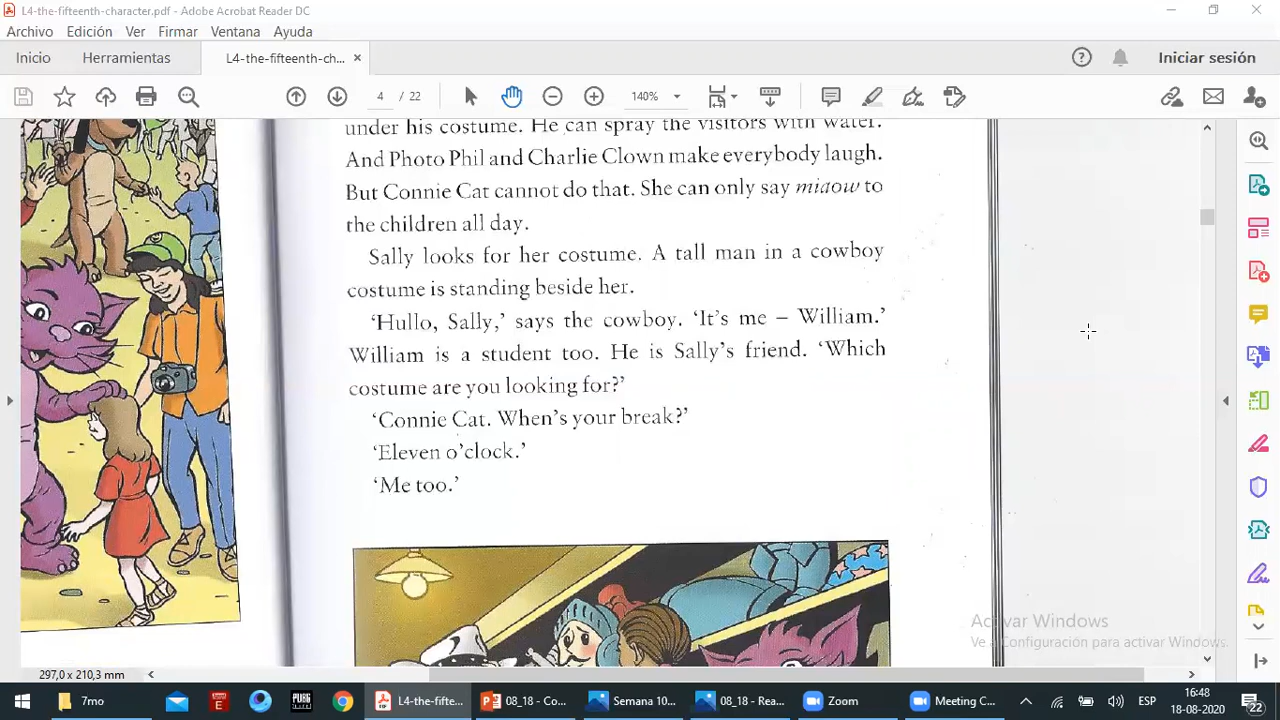 L4-the-fifteenth-character.pdf - Adobe Acrobat Reader DC
Archivo Edición Ver Firmar Ventana Ayuda
Inicio Herramientas L4-the-fifteenth-ch... × Iniciar sesión
4 / 22 140%
under his costume. He can spray the visitors with water.
And Photo Phil and Charlie Clown make everybody laugh.
But Connie Cat cannot do that. She can only say miaow to
the children all day.
Sally looks for her costume. A tall man in a cowboy
costume is standing beside her.
‘Hullo, Sally,’ says the cowboy. ‘It’s me – William.’
William is a student too. He is Sally’s friend. ‘Which
costume are you looking for?’
‘Connie Cat. When’s your break?’
‘Eleven o’clock.’
‘Me too.’
Activar Windows
Ve a Configuración para activar Windows.
297,0 x 210,3 mm
7mo L4-the-fiftee... 08_18 - Co... Semana 10... 08_18 - Rea... Zoom Meeting C... ESP 16:48
18-08-2020 22